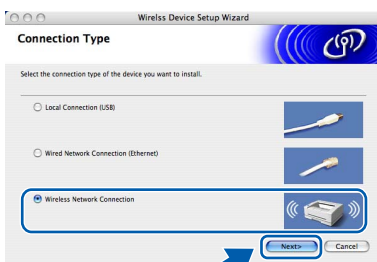 Wirelss Device Setup Wizard
Connection Type
Select the connection type of the device you want to install.
Local Connection (USB)
Wired Network Connection (Ethernet)
Wireless Network Connection
Next>
Cancel